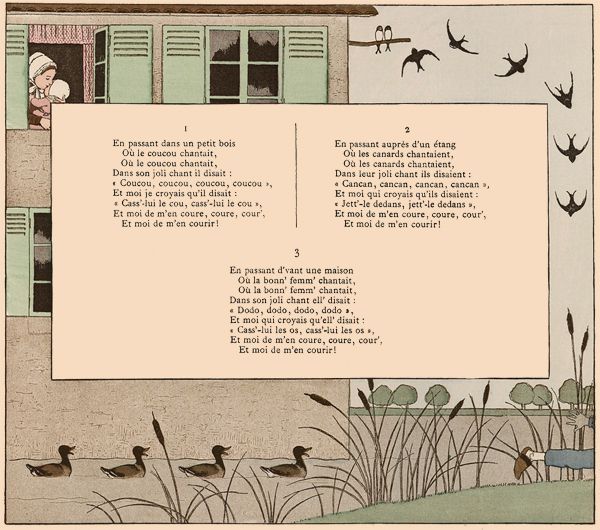 1
En passant dans un petit bois
Où le coucou chantait,
Où le coucou chantait,
Dans son joli chant il disait :
« Coucou, coucou, coucou, coucou »,
Et moi je croyais qu'il disait :
« Cass'-lui le cou, cass'-lui le cou »,
Et moi de m'en coure, coure, cour',
Et moi de m'en courir!
2
En passant auprés d'un étang
Où les canards chantaient,
Où les canards chantaient,
Dans leur joli chant ils disaient :
« Cancan, cancan, cancan, cancan »,
Et moi qui croyais qu'ils disaient :
« Jett'-le dedans, jett'-le dedans »,
Et moi de m'en coure, coure, cour',
Et moi de m'en courir!
3
En passant d'vant une maison
Où la bonn' femm' chantait,
Où la bonn' femm' chantait,
Dans son joli chant ell' disait :
« Dodo, dodo, dodo, dodo »,
Et moi qui croyais qu'ell' disait :
« Cass'-lui les os, cass'-lui les os »,
Et moi de m'en coure, coure, cour',
Et moi de m'en courir!